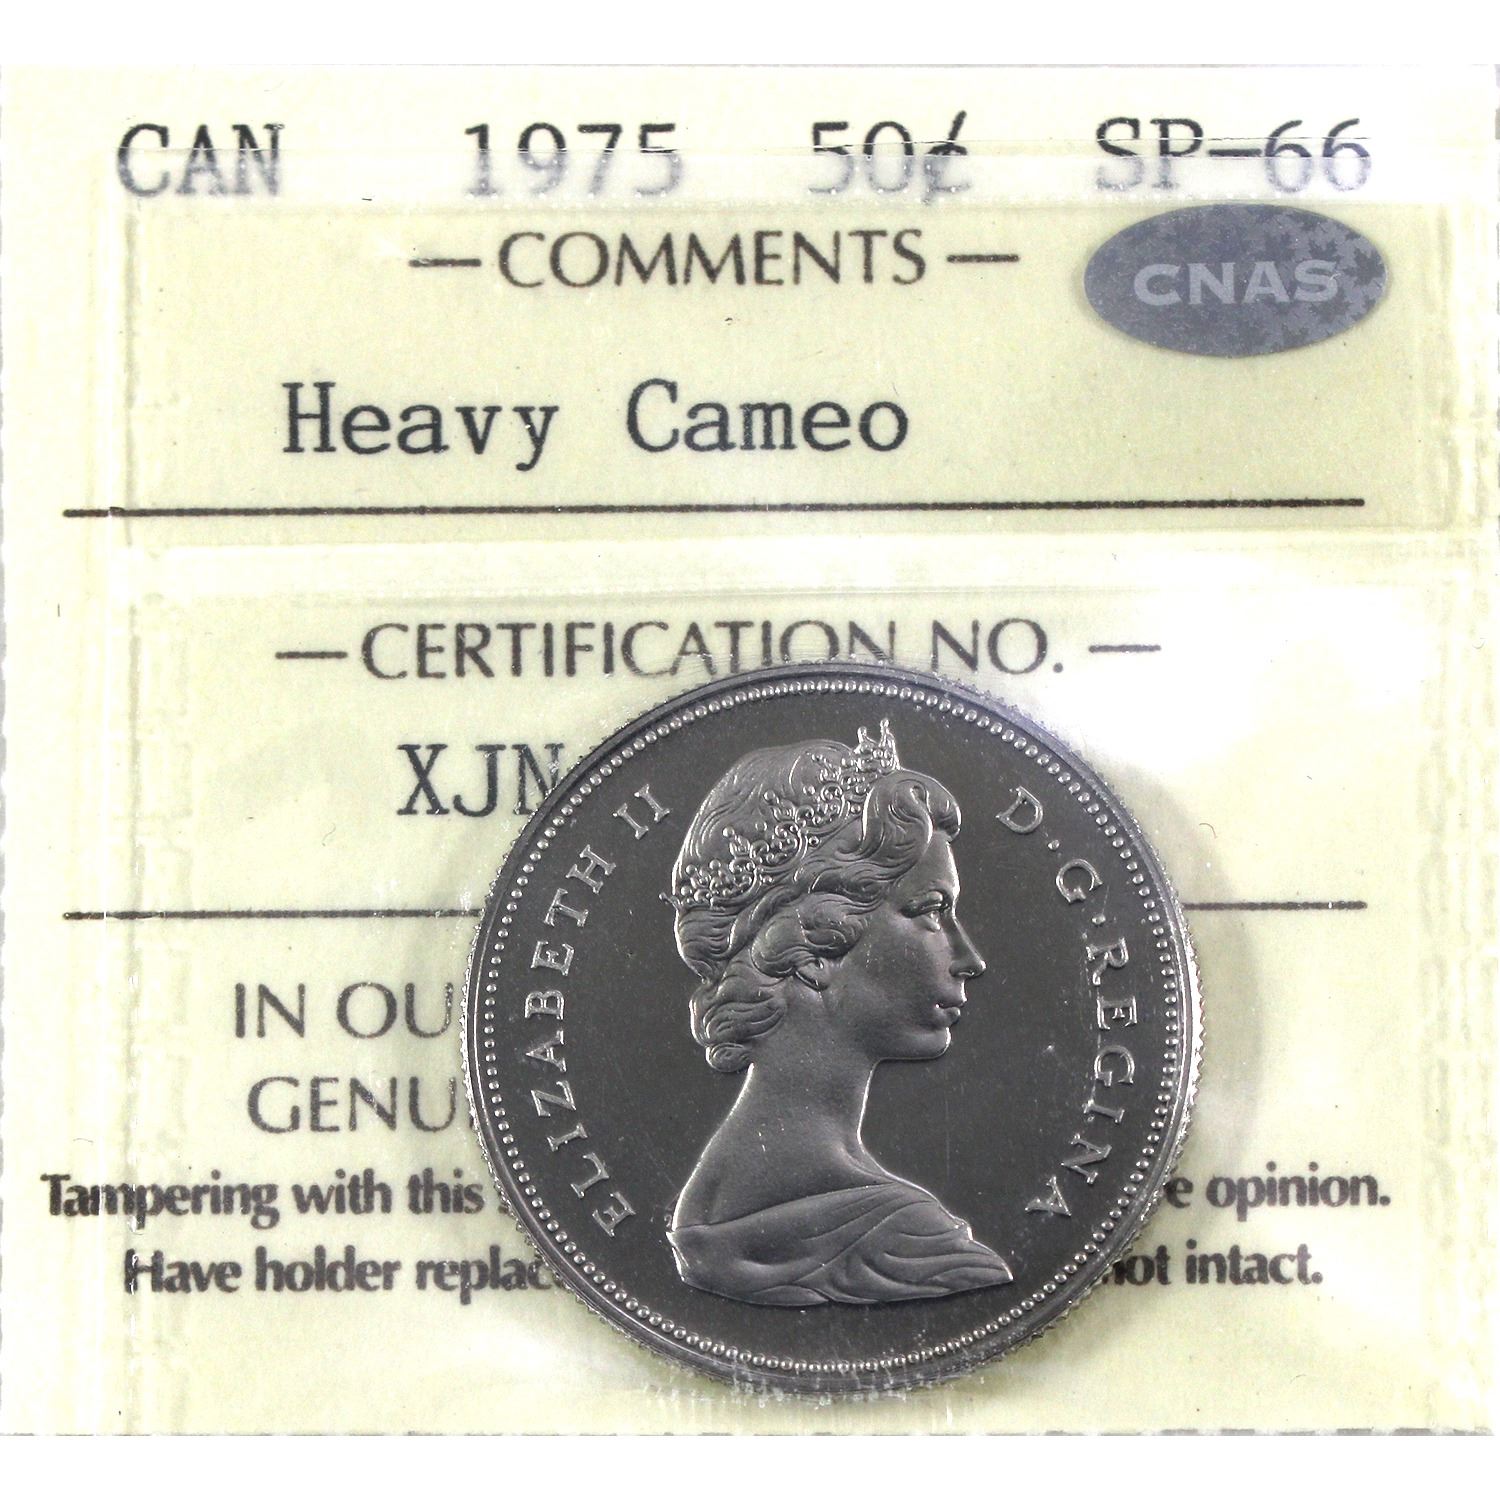 CAN 1975 50¢ SP-66
— COMMENTS —
CNAS
Heavy Cameo
— CERTIFICATION NO. —
XJN
IN OU
GENU
Tampering with this e opinion.
Have holder replac not intact.
ELIZABETH II D·G·REGINA